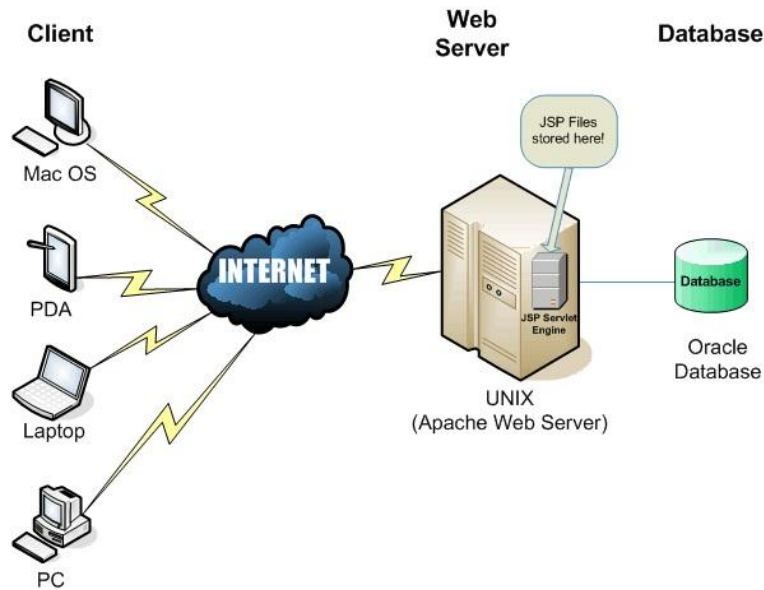 Client
Web
Server
Database
JSP Files
stored here!
Mac OS
PDA
INTERNET
Laptop
PC
JSP Servlet
Engine
UNIX
(Apache Web Server)
Database
Oracle
Database